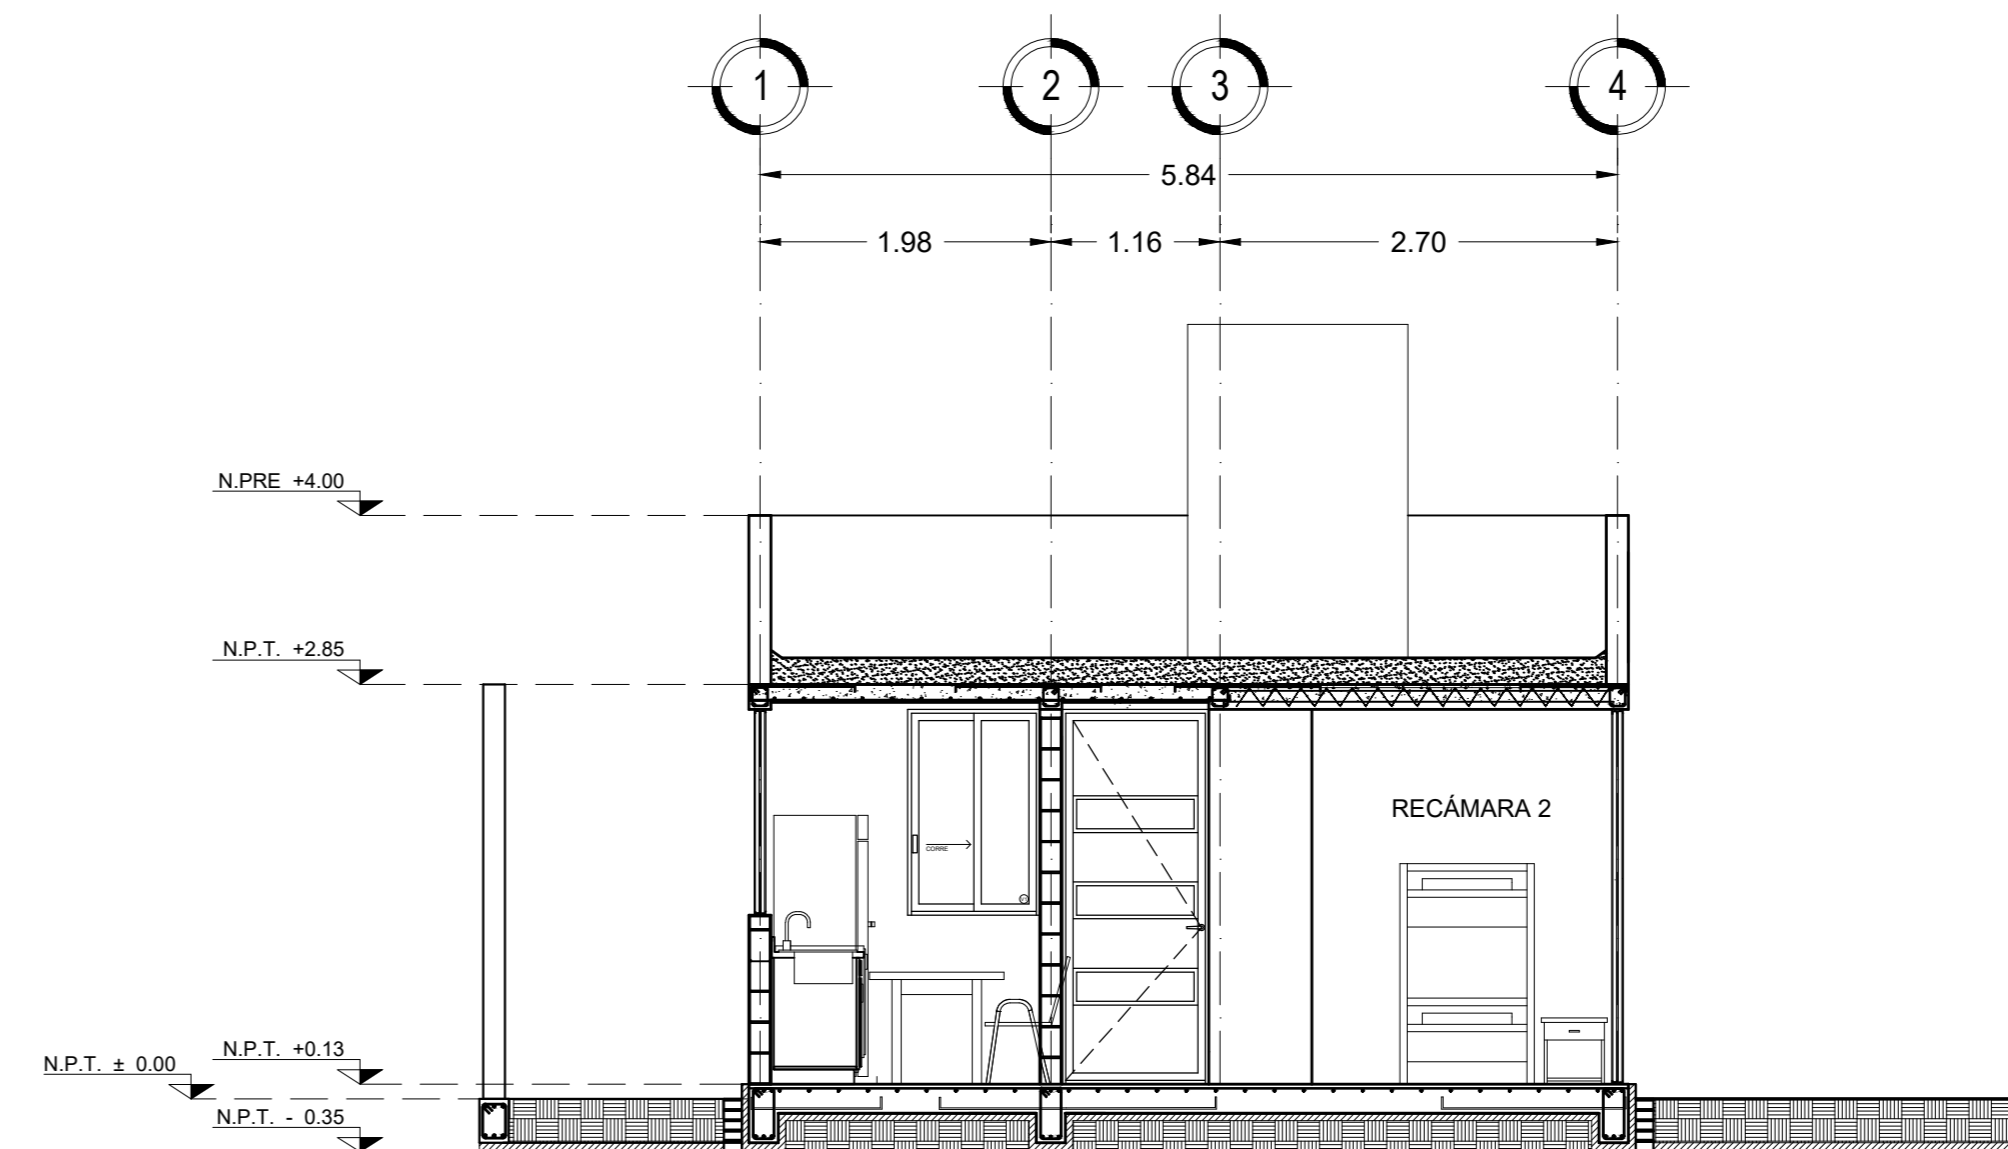 1 2 3 4
5.84
1.98 1.16 2.70
N.PRE +4.00
N.P.T. +2.85
RECÁMARA 2
CORRE
N.P.T. +0.13
N.P.T. ± 0.00
N.P.T. - 0.35